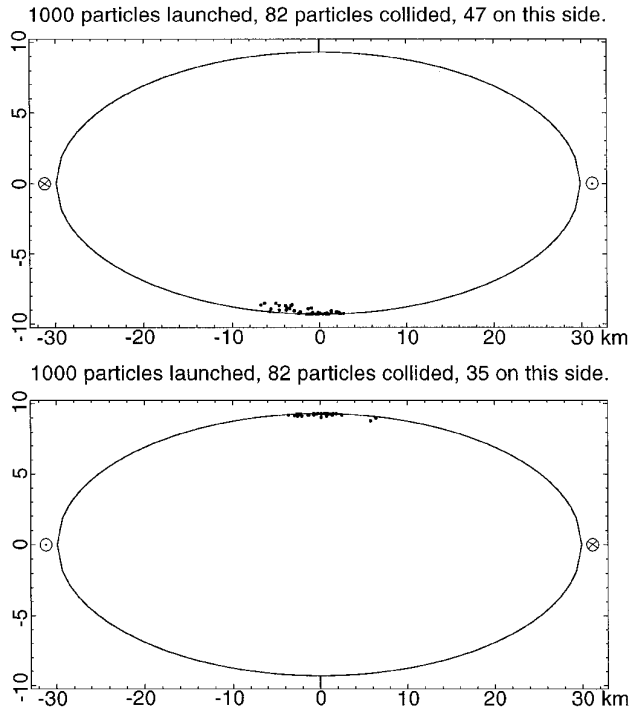 1000 particles launched, 82 particles collided, 47 on this side.
10
5
0
-5
-10
-30 -20 -10 0 10 20 30 km
1000 particles launched, 82 particles collided, 35 on this side.
10
5
0
-5
-10
-30 -20 -10 0 10 20 30 km